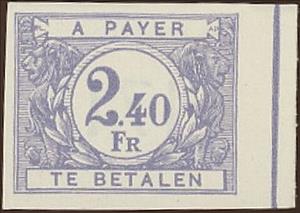 A PAYER
2.40
FR
TE BETALEN